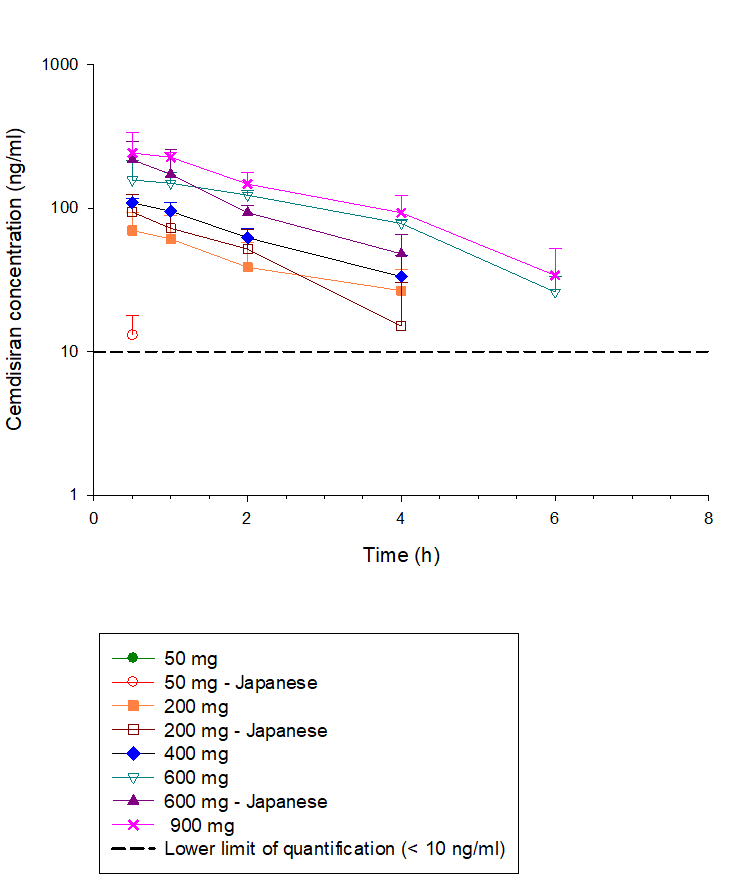 1000
100
10
1
Cemdisiran concentration (ng/ml)
0
2
4
6
8
Time (h)
50 mg
50 mg - Japanese
200 mg
200 mg - Japanese
400 mg
600 mg
600 mg - Japanese
900 mg
Lower limit of quantification (< 10 ng/ml)